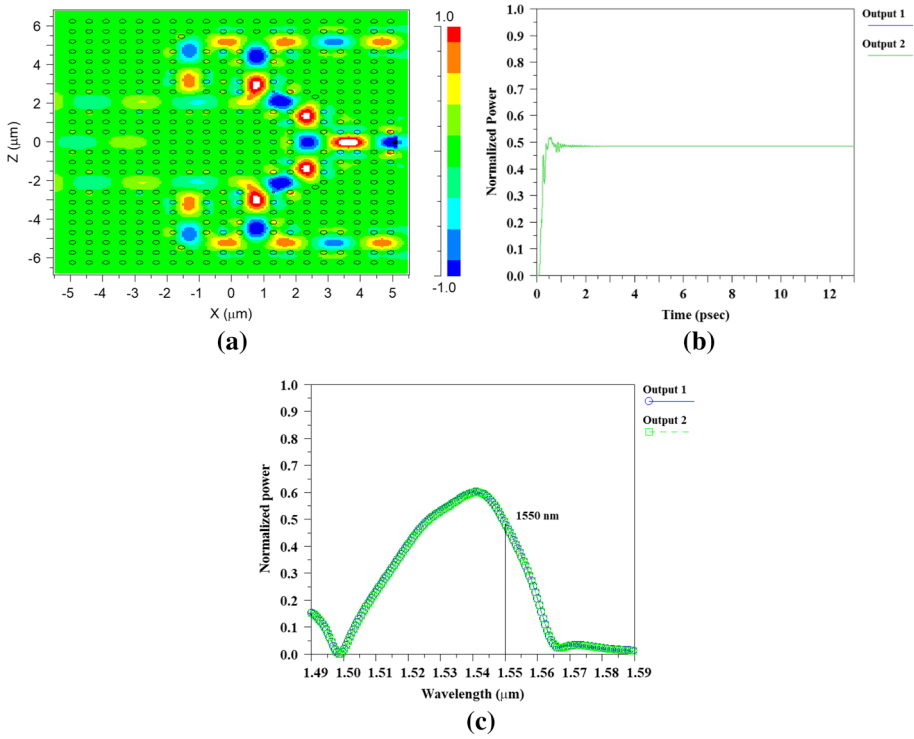 6
4
2
0
-2
-4
-6
Z (μm)
-5 -4 -3 -2 -1 0 1 2 3 4 5
X (μm)
1.0
-1.0
(a)
1.0
0.9
0.8
0.7
0.6
0.5
0.4
0.3
0.2
0.1
0.0
Normalized Power
0 2 4 6 8 10 12
Time (psec)
Output 1
Output 2
(b)
1.0
0.9
0.8
0.7
0.6
0.5
0.4
0.3
0.2
0.1
0.0
Normalized power
1550 nm
1.49 1.50 1.51 1.52 1.53 1.54 1.55 1.56 1.57 1.58 1.59
Wavelength (μm)
Output 1
Output 2
(c)